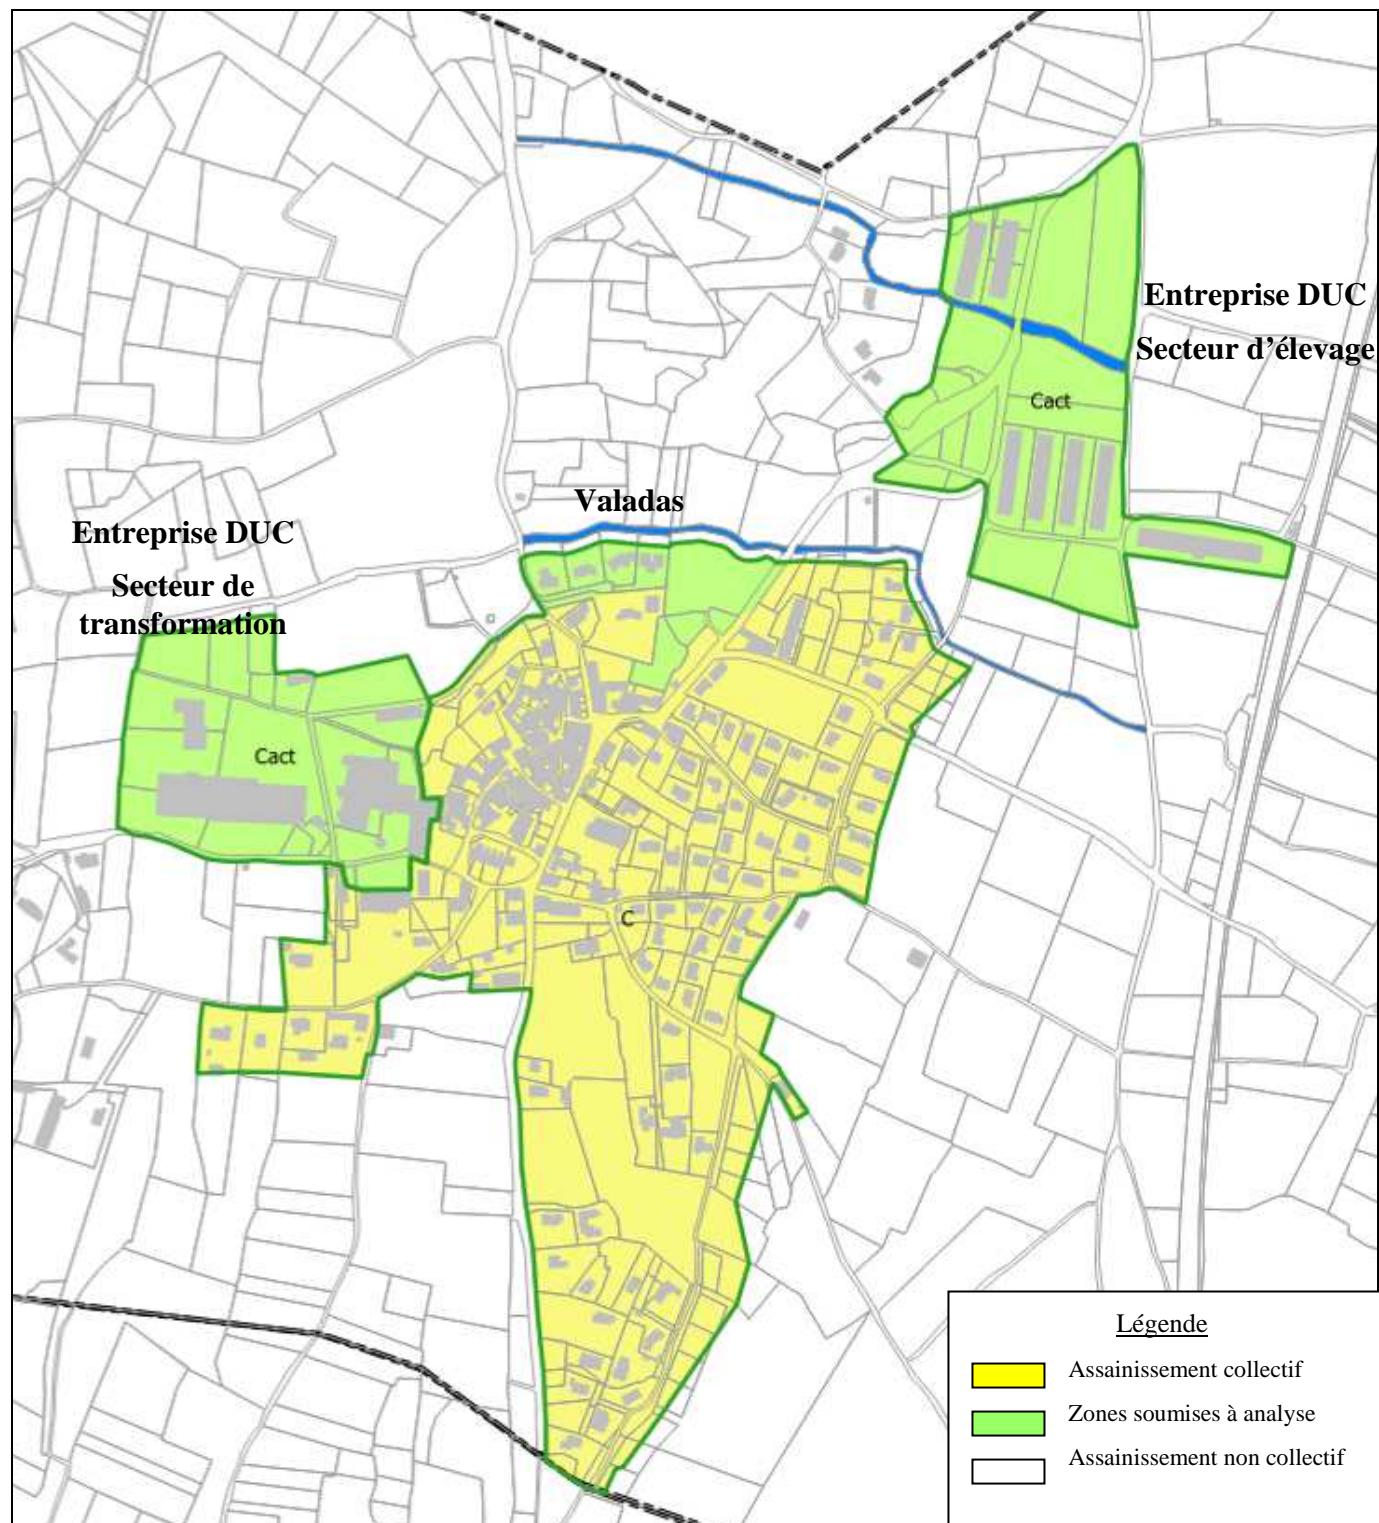 Entreprise DUC
Secteur d'élevage
Cact
Valadas
Entreprise DUC
Secteur de
transformation
Cact
C
Légende
Assainissement collectif
Zones soumises à analyse
Assainissement non collectif